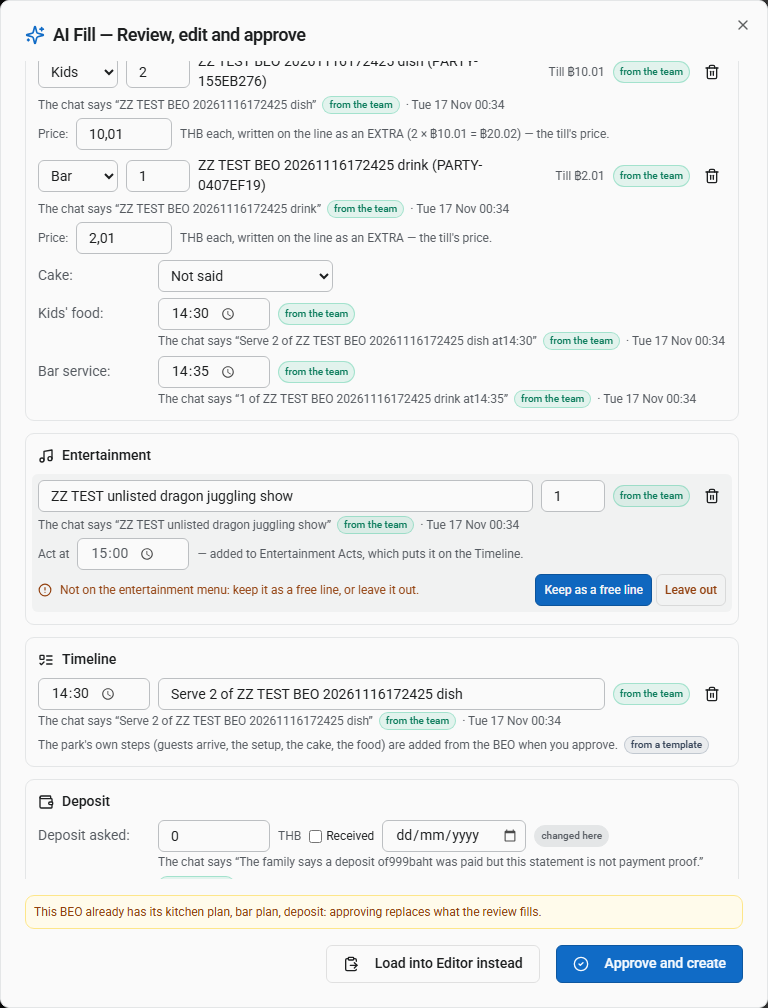 AI Fill — Review, edit and approve
Kids 2 ZZ TEST BEO 20261116172425 dish (PARTY-155EB276) Till ฿10.01 from the team
The chat says “ZZ TEST BEO 20261116172425 dish” from the team · Tue 17 Nov 00:34
Price: 10,01 THB each, written on the line as an EXTRA (2 × ฿10.01 = ฿20.02) — the till's price.
Bar 1 ZZ TEST BEO 20261116172425 drink (PARTY-0407EF19) Till ฿2.01 from the team
The chat says “ZZ TEST BEO 20261116172425 drink” from the team · Tue 17 Nov 00:34
Price: 2,01 THB each, written on the line as an EXTRA — the till's price.
Cake: Not said
Kids' food: 14:30 from the team
The chat says “Serve 2 of ZZ TEST BEO 20261116172425 dish at14:30” from the team · Tue 17 Nov 00:34
Bar service: 14:35 from the team
The chat says “1 of ZZ TEST BEO 20261116172425 drink at14:35” from the team · Tue 17 Nov 00:34
Entertainment
ZZ TEST unlisted dragon juggling show 1 from the team
The chat says “ZZ TEST unlisted dragon juggling show” from the team · Tue 17 Nov 00:34
Act at 15:00 — added to Entertainment Acts, which puts it on the Timeline.
Not on the entertainment menu: keep it as a free line, or leave it out. Keep as a free line Leave out
Timeline
14:30 Serve 2 of ZZ TEST BEO 20261116172425 dish from the team
The chat says “Serve 2 of ZZ TEST BEO 20261116172425 dish” from the team · Tue 17 Nov 00:34
The park's own steps (guests arrive, the setup, the cake, the food) are added from the BEO when you approve. from a template
Deposit
Deposit asked: 0 THB Received dd/mm/yyyy changed here
The chat says “The family says a deposit of999baht was paid but this statement is not payment proof.”
This BEO already has its kitchen plan, bar plan, deposit: approving replaces what the review fills.
Load into Editor instead Approve and create